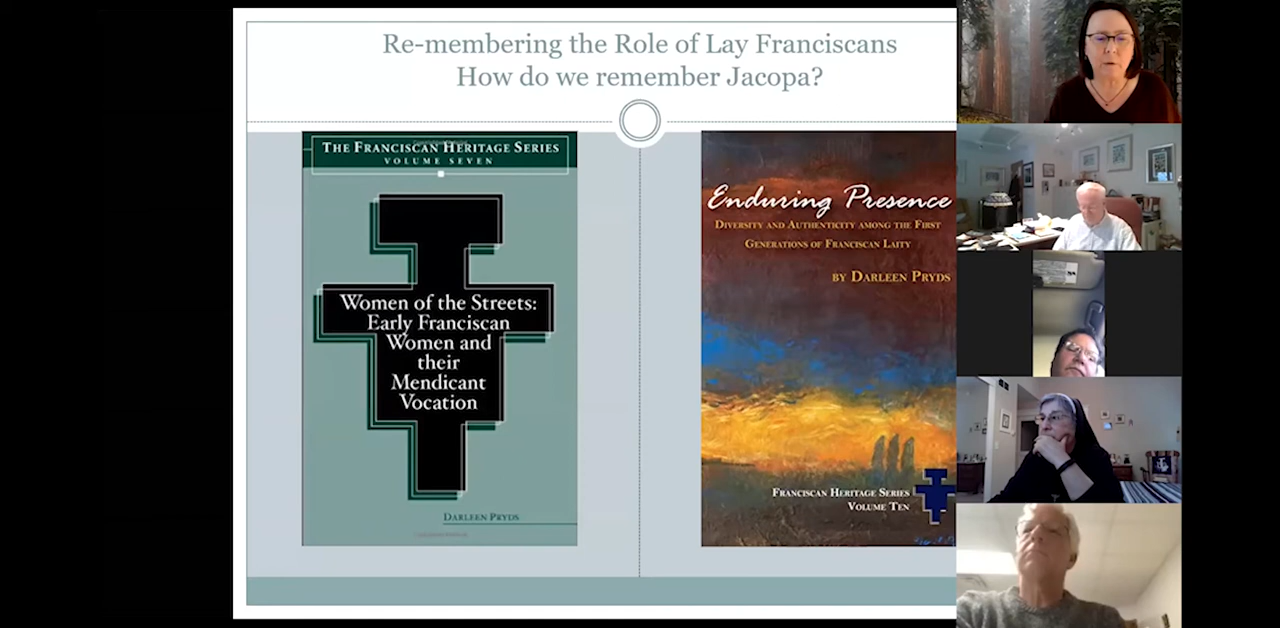 Re-membering the Role of Lay Franciscans
How do we remember Jacopa?
THE FRANCISCAN HERITAGE SERIES
VOLUME SEVEN
Women of the Streets:
Early Franciscan
Women and
their
Mendicant
Vocation
DARLEEN PRYDS
Enduring Presence
DIVERSITY AND AUTHENTICITY AMONG THE FIRST
GENERATIONS OF FRANCISCAN LAITY
BY DARLEEN PRYDS
FRANCISCAN HERITAGE SERIES
VOLUME TEN